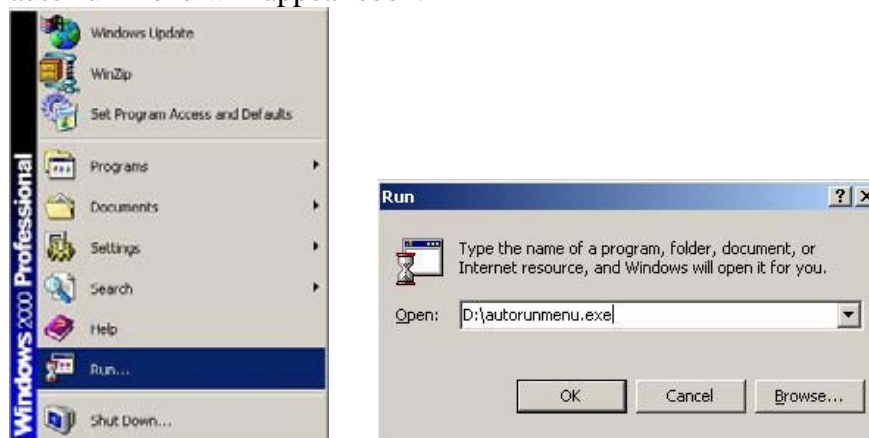 Windows Update
WinZip
Set Program Access and Defaults
Programs
Documents
Settings
Search
Help
Run...
Shut Down...
Windows 2000 Professional
Run
Type the name of a program, folder, document, or
Internet resource, and Windows will open it for you.
Open:
D:\autorunmenu.exe
OK
Cancel
Browse...